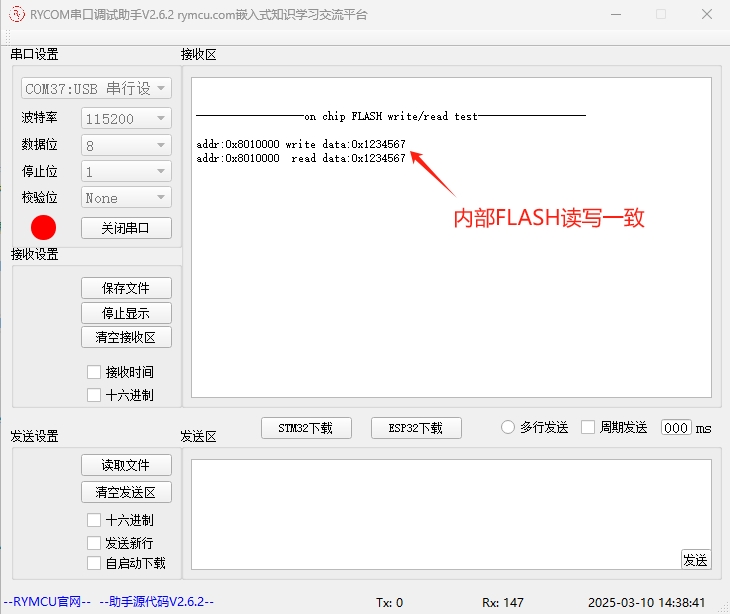 RYCOM串口调试助手V2.6.2 rymcu.com嵌入式知识学习交流平台
串口设置
COM37:USB 串行设
波特率 115200
数据位 8
停止位 1
校验位 None
关闭串口
接收设置
保存文件
停止显示
清空接收区
接收时间
十六进制
接收区
————————————on chip FLASH write/read test————————————
addr:0x8010000 write data:0x1234567
addr:0x8010000  read data:0x1234567
内部FLASH读写一致
STM32下载 ESP32下载 多行发送 周期发送 000 ms
发送设置
读取文件
清空发送区
十六进制
发送新行
自启动下载
发送区
发送
--RYMCU官网-- --助手源代码V2.6.2-- Tx: 0 Rx: 147 2025-03-10 14:38:41